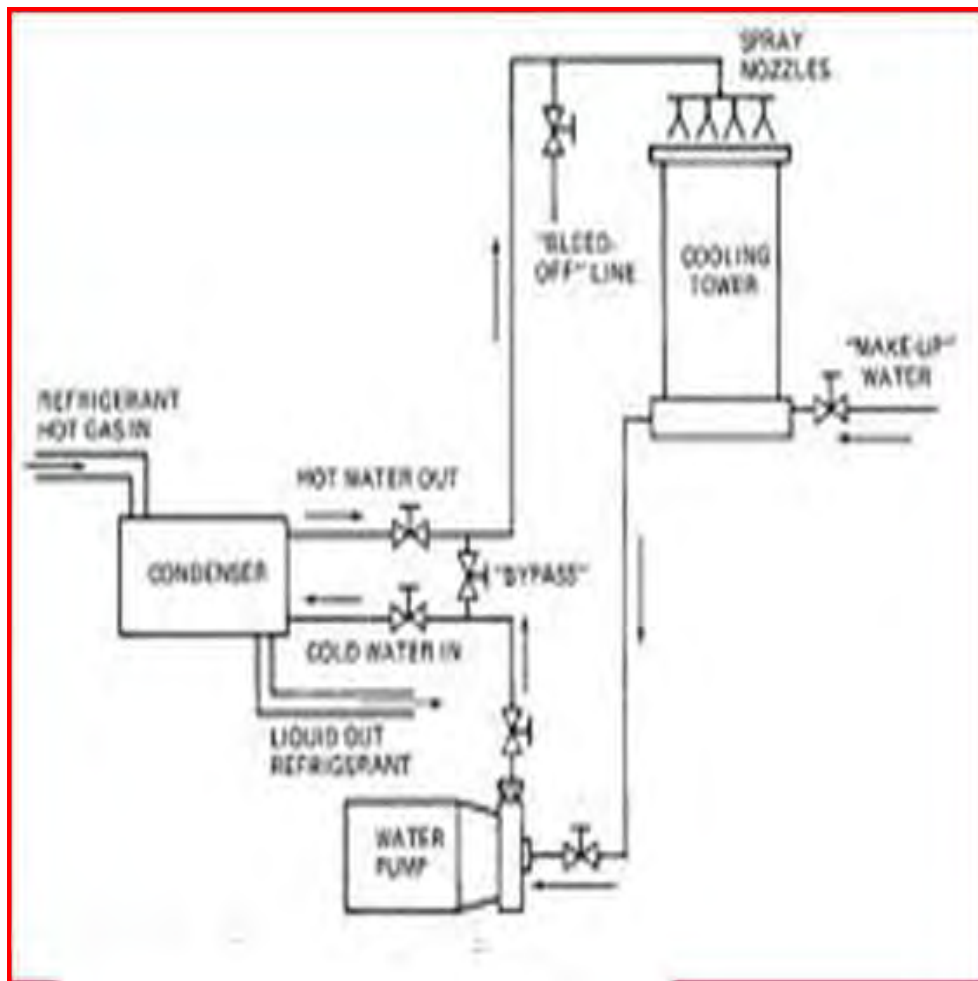 SPRAY
NOZZLES
"BLEED-
OFF" LINE
COOLING
TOWER
"MAKE-UP"
WATER
REFRIGERANT
HOT GAS IN
HOT WATER OUT
CONDENSER
"BYPASS"
COLD WATER IN
LIQUID OUT
REFRIGERANT
WATER
PUMP